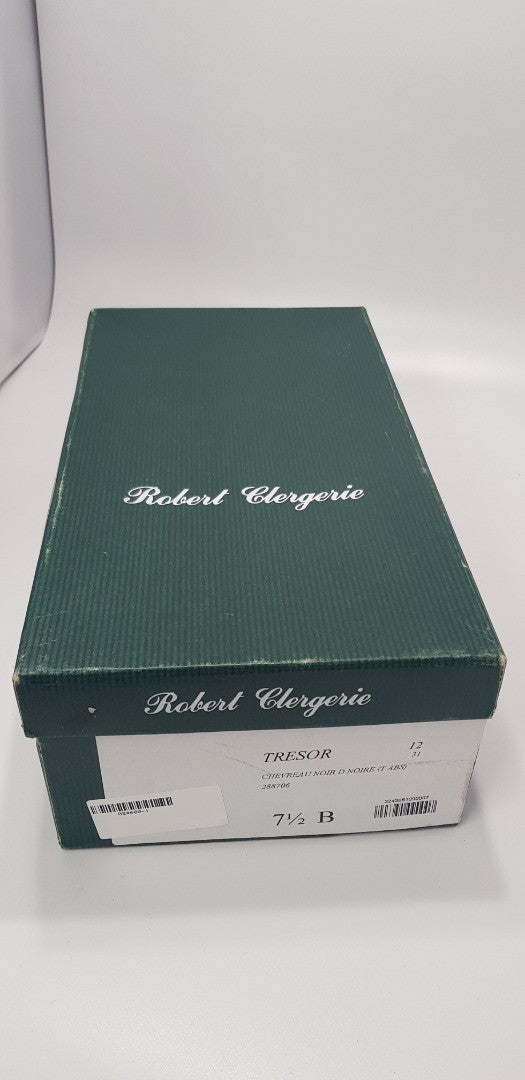 Robert Clergerie
Robert Clergerie
TRESOR 12
31
CHEVREAU NOIR D.NOIRE (T ABS)
288706
7½ B